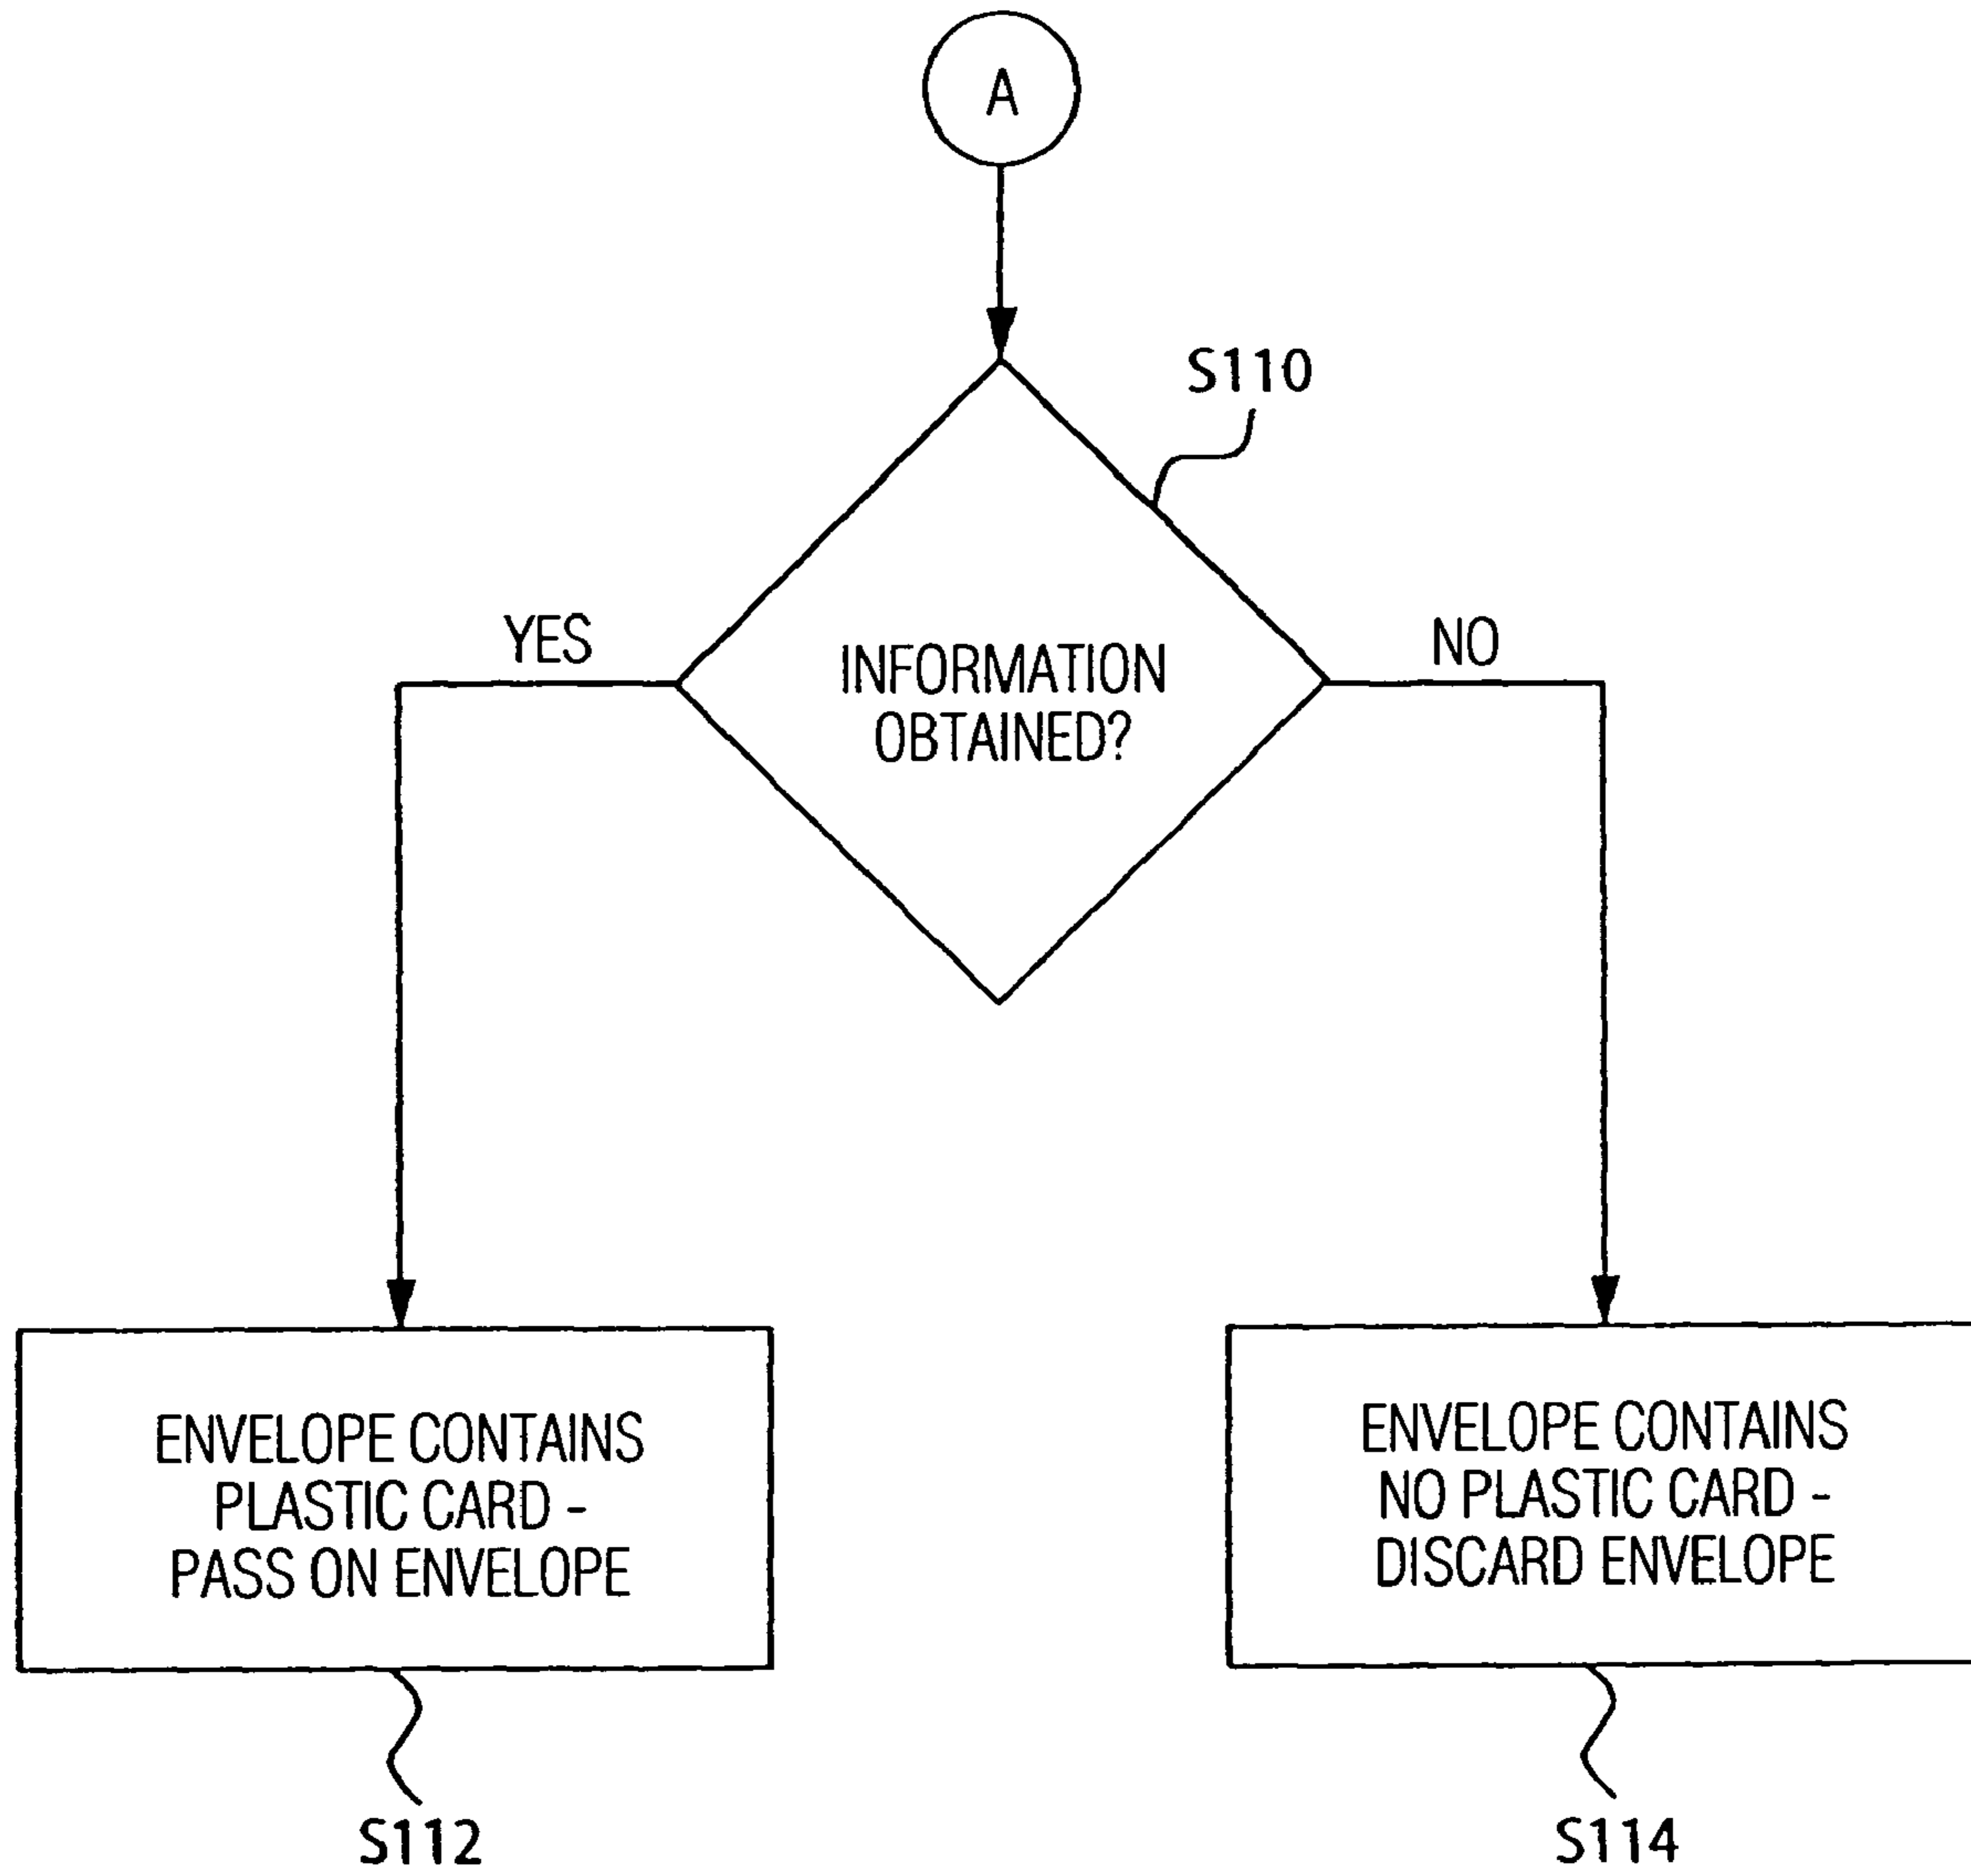 A
S110
YES
NO
INFORMATION
OBTAINED?
ENVELOPE CONTAINS
PLASTIC CARD -
PASS ON ENVELOPE
ENVELOPE CONTAINS
NO PLASTIC CARD -
DISCARD ENVELOPE
S112
S114